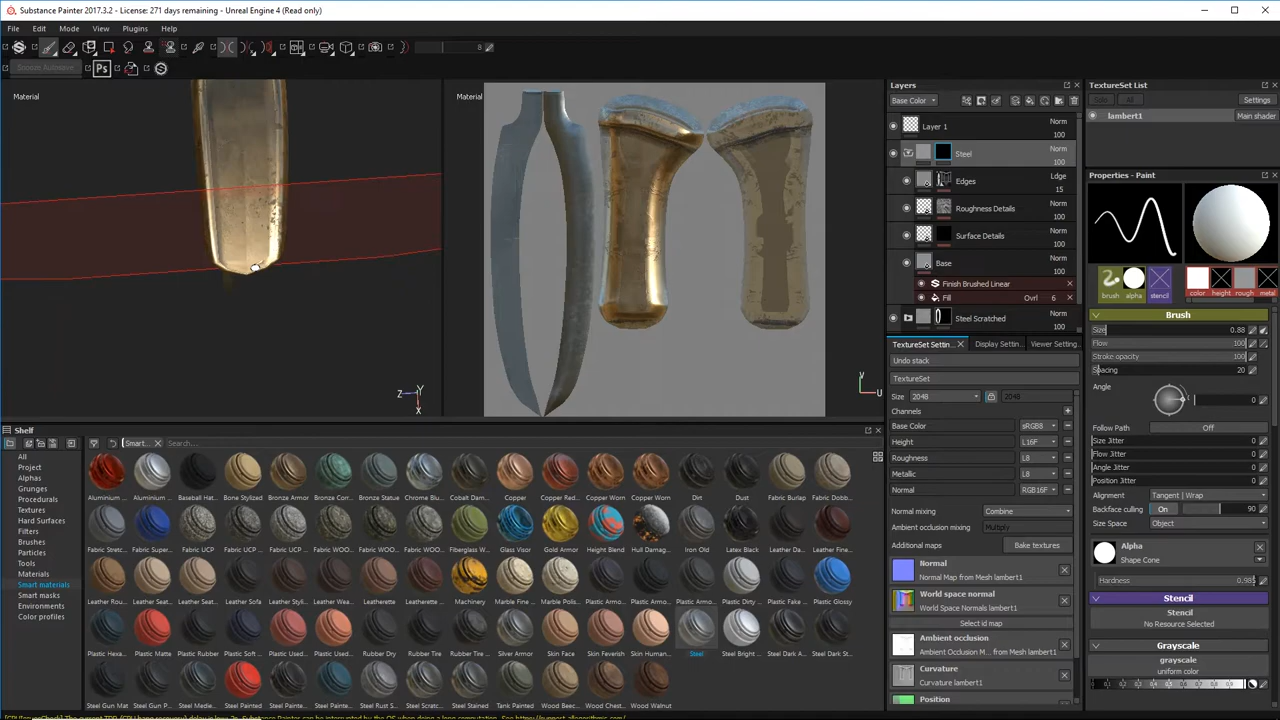 Substance Painter 2017.3.2 - License: 271 days remaining - Unreal Engine 4 (Read only)
File Edit Mode View Plugins Help
8
Snooze Autosave
Ps
Material
Material
Z Y X
V U
Layers
Base Color
Layer 1 Norm 100
Steel Norm 100
Edges Ldge 15
Roughness Details Norm 100
Surface Details Norm 100
Base Norm 100
Finish Brushed Linear
Fill Ovrl 6
Steel Scratched Norm 100
TextureSet Settin... Display Settin... Viewer Setting...
Undo stack
TextureSet
Size 2048 2048
Channels
Base Color sRGB8
Height L16F
Roughness L8
Metallic L8
Normal RGB16F
Normal mixing Combine
Ambient occlusion mixing Multiply
Additional maps Bake textures
Normal
Normal Map from Mesh lambert1
World space normal
World Space Normals lambert1
Select id map
Ambient occlusion
Ambient Occlusion M... from Mesh lambert1
Curvature
Curvature lambert1
Position
TextureSet List
Solo All Settings
lambert1 Main shader
Properties - Paint
brush alpha stencil color height rough metal
Brush
Size 0.88
Flow 100
Stroke opacity 100
Spacing 20
Angle
0
Follow Path Off
Size Jitter 0
Flow Jitter 0
Angle Jitter 0
Position Jitter 0
Alignment Tangent | Wrap
Backface culling On 90
Size Space Object
Alpha
Shape Cone
Hardness 0.985
Stencil
Stencil
No Resource Selected
Grayscale
grayscale
uniform color
Shelf
Smart... Search...
All
Project
Alphas
Grunges
Procedurals
Textures
Hard Surfaces
Filters
Brushes
Particles
Tools
Materials
Smart materials
Smart masks
Environments
Color profiles
Aluminium ... Aluminium ... Baseball Hat... Bone Stylized Bronze Armor Bronze Corr... Bronze Statue Chrome Blu... Cobalt Dam... Copper Copper Red... Copper Worn Copper Worn Dirt Dust Fabric Burlap Fabric Dobb...
Fabric Stretc... Fabric Super... Fabric UCP Fabric UCP ... Fabric UCP ... Fabric WOO... Fabric WOO... Fiberglass W... Glass Visor Gold Armor Height Blend Hull Damag... Iron Old Latex Black Leather Da... Leather Fine...
Leather Rou... Leather Seat... Leather Seat... Leather Sof... Leather Styli... Leather Wea... Leatherette Leatherette ... Machinery Marble Fine ... Marble Polis... Plastic Armo... Plastic Armo... Plastic Dirty ... Plastic Fake ... Plastic Glossy
Plastic Hexa... Plastic Matte Plastic Rubber Plastic Soft ... Plastic Used... Plastic Used... Rubber Dry Rubber Tire Rubber Tire ... Silver Armor Skin Face Skin Feverish Skin Human... Steel Steel Bright ... Steel Dark A... Steel Dark St...
Steel Gun Mat Steel Gun P... Steel Medie... Steel Painted Steel Painte... Steel Ruined Steel Rust ... Steel Scratc... Steel Stained Tank Painted Wood Beec... Wood Walnut